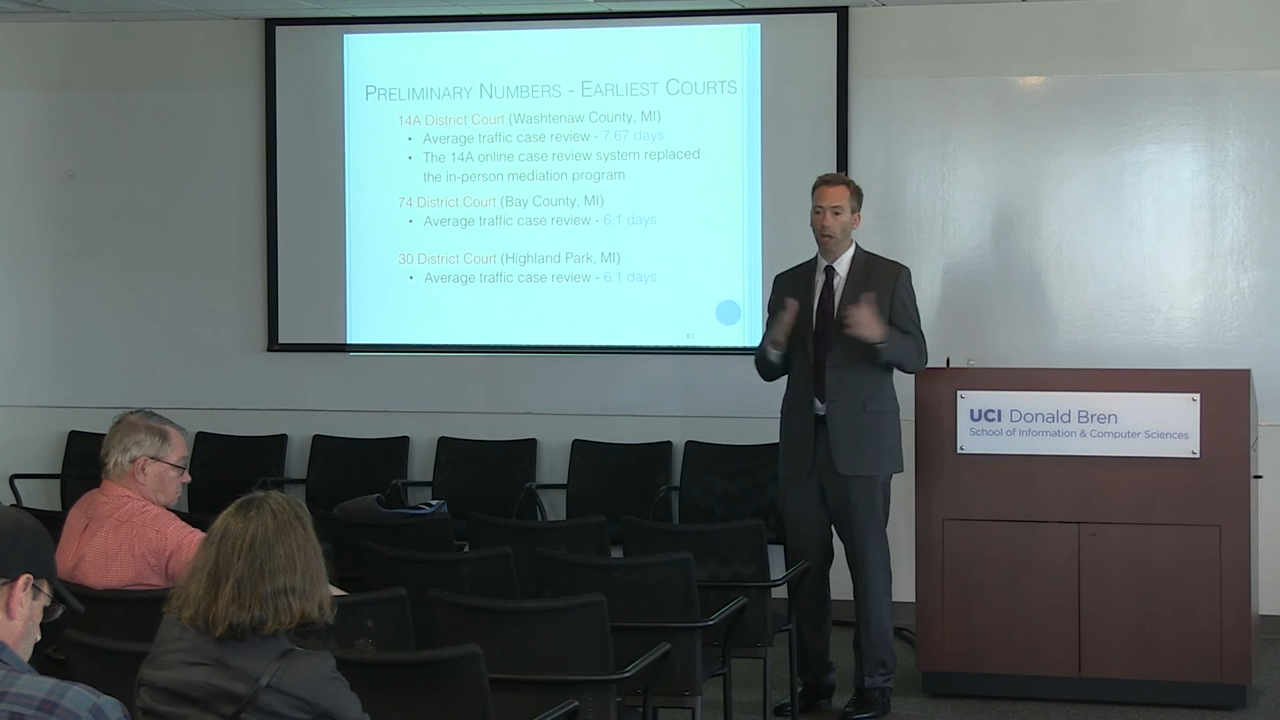 PRELIMINARY NUMBERS - EARLIEST COURTS
14A District Court (Washtenaw County, MI)
• Average traffic case review - 7.67 days
• The 14A online case review system replaced
the in-person mediation program
74 District Court (Bay County, MI)
• Average traffic case review - 6.1 days
30 District Court (Highland Park, MI)
• Average traffic case review - 6.1 days
UCI Donald Bren
School of Information & Computer Sciences